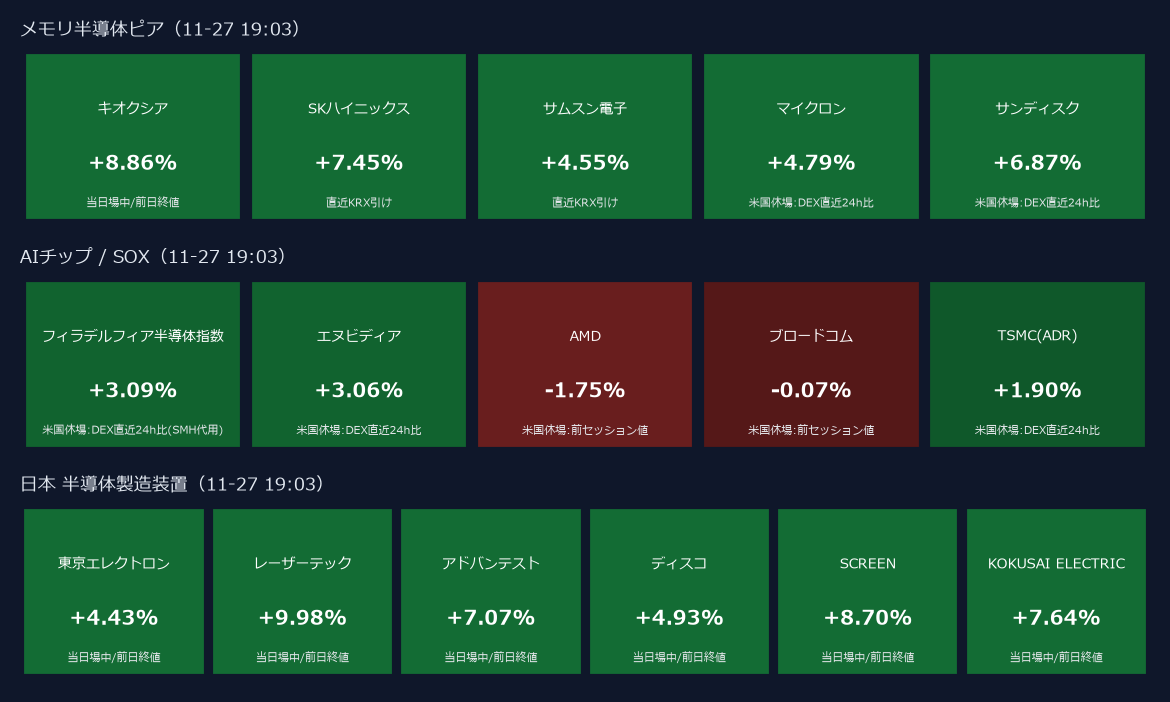 メモリ半導体ピア（11-27 19:03）
キオクシア
+8.86%
当日場中/前日終値
SKハイニックス
+7.45%
直近KRX引け
サムスン電子
+4.55%
直近KRX引け
マイクロン
+4.79%
米国休場:DEX直近24h比
サンディスク
+6.87%
米国休場:DEX直近24h比
AIチップ / SOX（11-27 19:03）
フィラデルフィア半導体指数
+3.09%
米国休場:DEX直近24h比(SMH代用)
エヌビディア
+3.06%
米国休場:DEX直近24h比
AMD
-1.75%
米国休場:前セッション値
ブロードコム
-0.07%
米国休場:前セッション値
TSMC(ADR)
+1.90%
米国休場:DEX直近24h比
日本 半導体製造装置（11-27 19:03）
東京エレクトロン
+4.43%
当日場中/前日終値
レーザーテック
+9.98%
当日場中/前日終値
アドバンテスト
+7.07%
当日場中/前日終値
ディスコ
+4.93%
当日場中/前日終値
SCREEN
+8.70%
当日場中/前日終値
KOKUSAI ELECTRIC
+7.64%
当日場中/前日終値